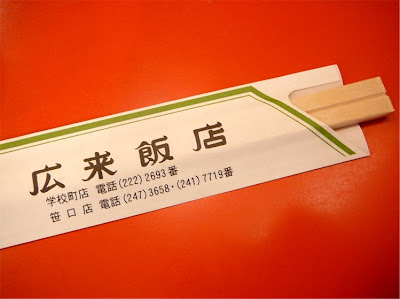 広来飯店
学校町店 電話(222)2693番
笹口店 電話(247)3658・(241)7719番